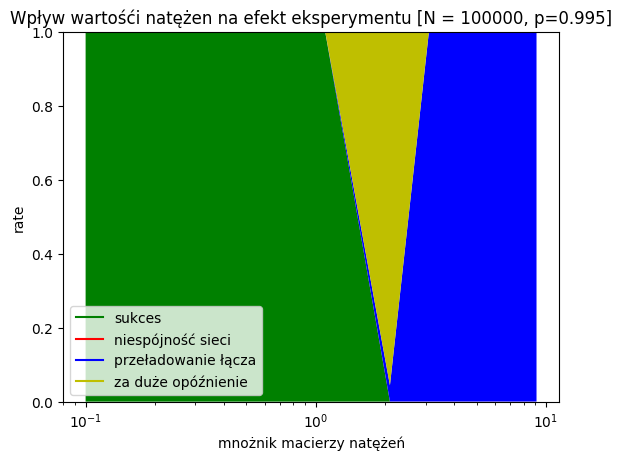 Wpływ wartośći natężen na efekt eksperymentu [N = 100000, p=0.995]
1.0
0.8
0.6
0.4
0.2
0.0
rate
sukces
niespójność sieci
przeładowanie łącza
za duże opóźnienie
10⁻¹
10⁰
10¹
mnożnik macierzy natężeń